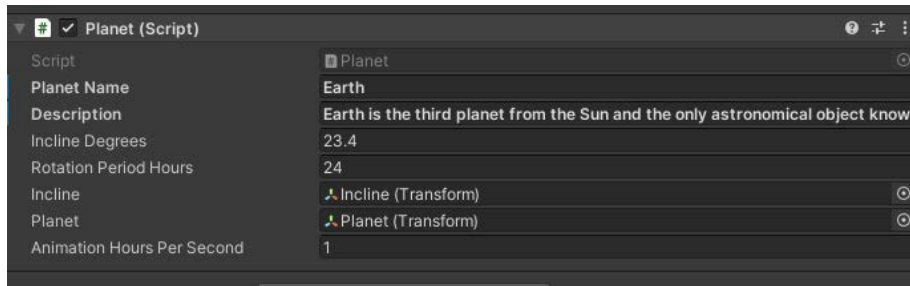 # Planet (Script)
Script Planet
Planet Name Earth
Description Earth is the third planet from the Sun and the only astronomical object know
Incline Degrees 23.4
Rotation Period Hours 24
Incline Incline (Transform)
Planet Planet (Transform)
Animation Hours Per Second 1